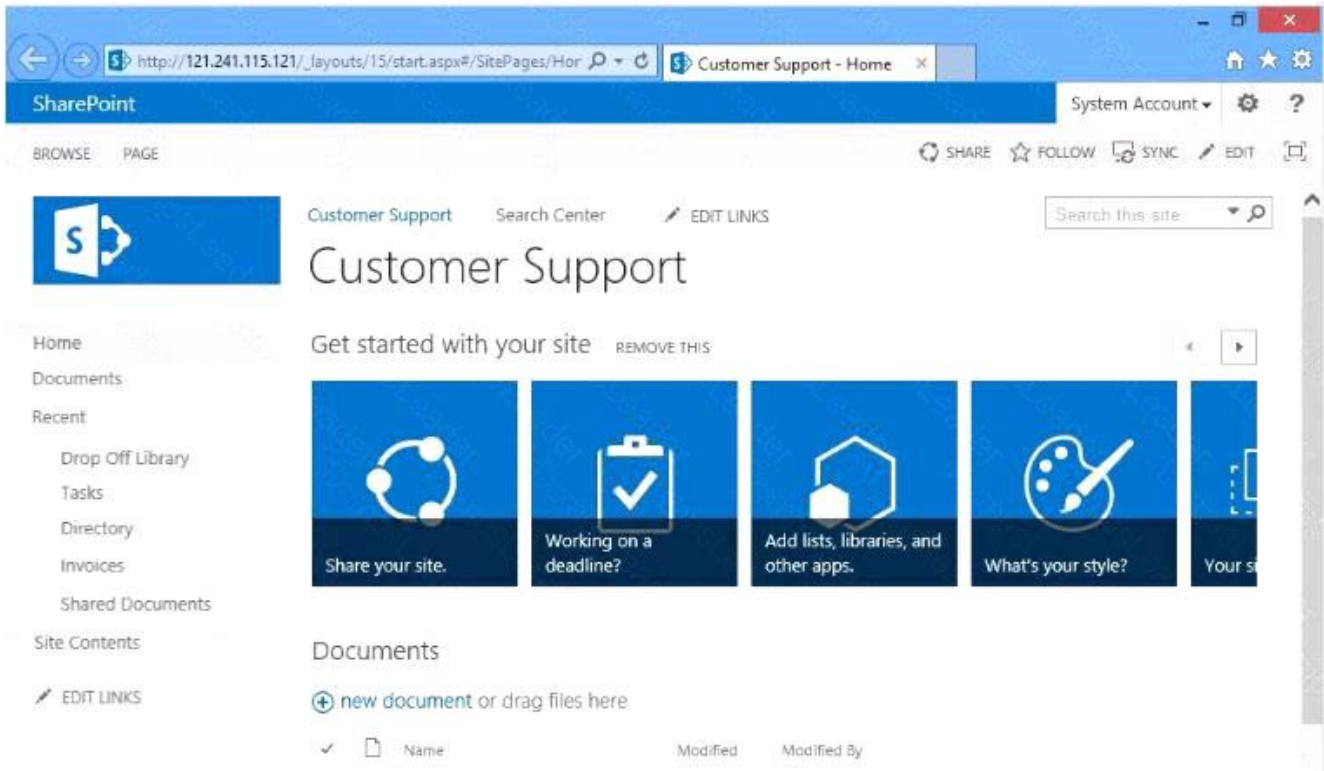 http://121.241.115.121/_layouts/15/start.aspx#/SitePages/Hor
Customer Support - Home
SharePoint
System Account
?
BROWSE PAGE
SHARE FOLLOW SYNC EDIT
S
Customer Support Search Center EDIT LINKS
Search this site
Customer Support
Home
Get started with your site REMOVE THIS
Documents
Recent
Drop Off Library
Tasks
Directory
Invoices
Shared Documents
Site Contents
EDIT LINKS
Share your site.
Working on a
deadline?
Add lists, libraries, and
other apps.
What's your style?
Your si
Documents
new document or drag files here
Name Modified Modified By